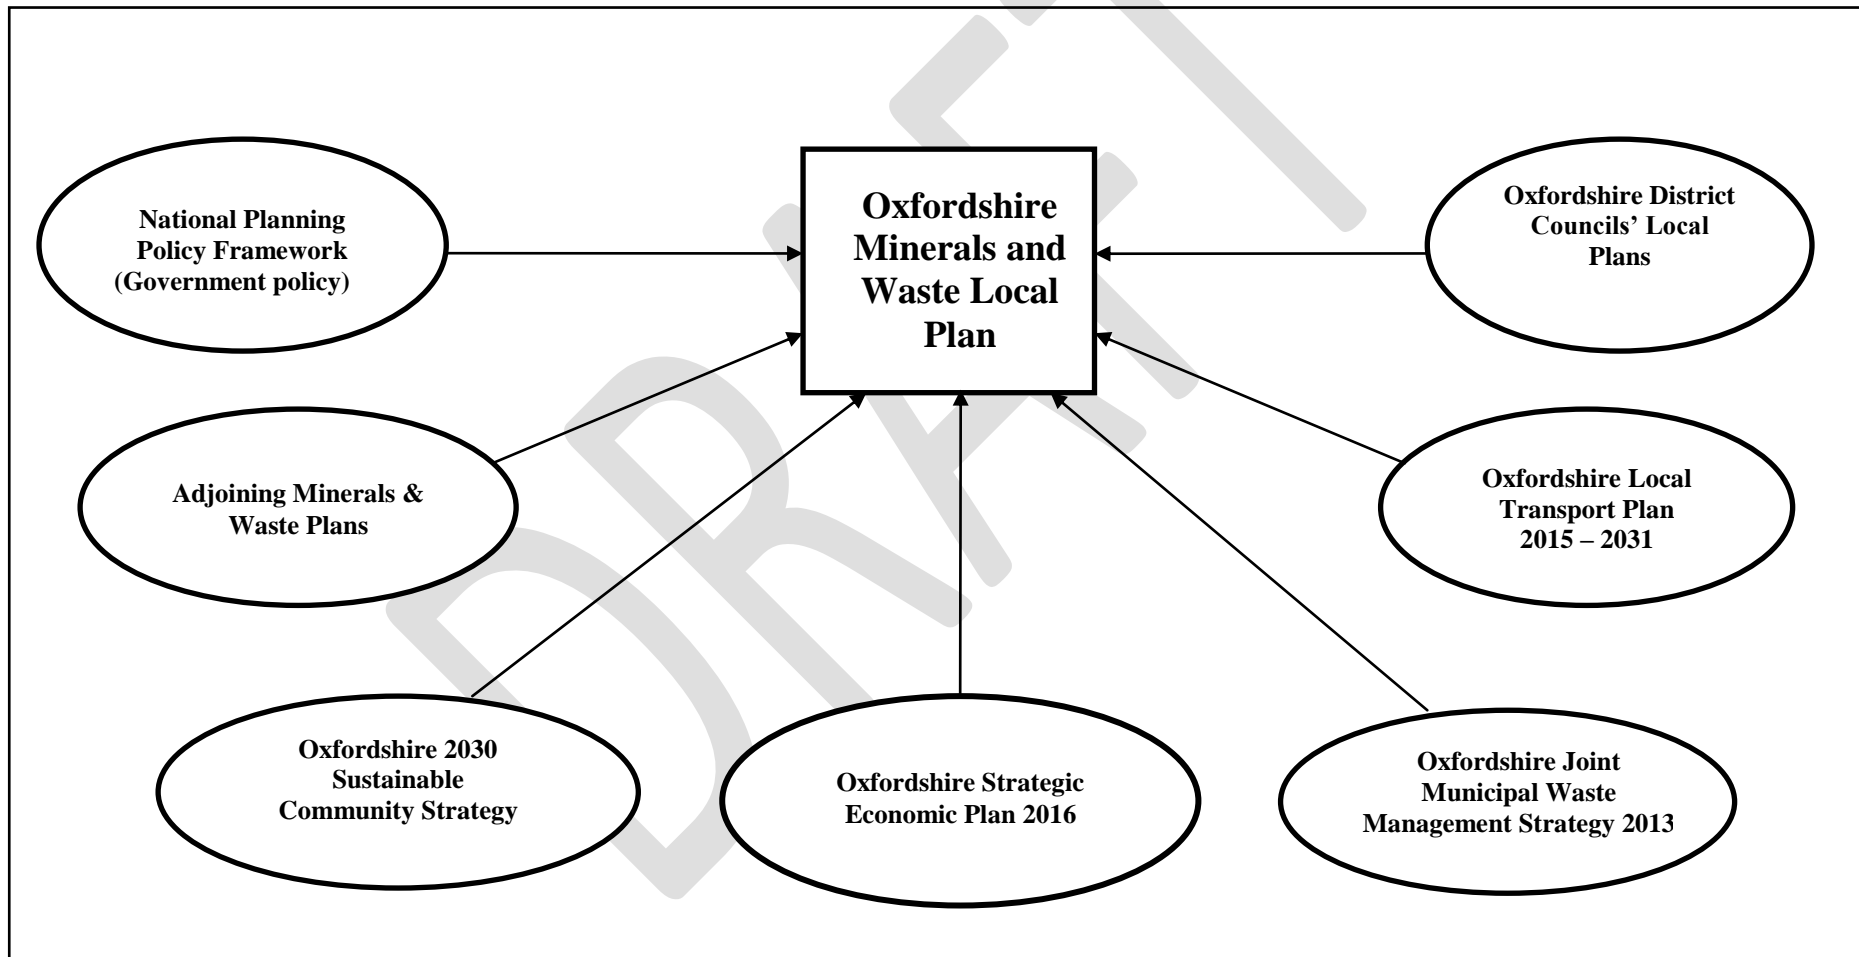 DRAFT
National Planning
Policy Framework
(Government policy)
Oxfordshire
Minerals and
Waste Local
Plan
Oxfordshire District
Councils’ Local
Plans
Adjoining Minerals &
Waste Plans
Oxfordshire Local
Transport Plan
2015 – 2031
Oxfordshire 2030
Sustainable
Community Strategy
Oxfordshire Strategic
Economic Plan 2016
Oxfordshire Joint
Municipal Waste
Management Strategy 2013